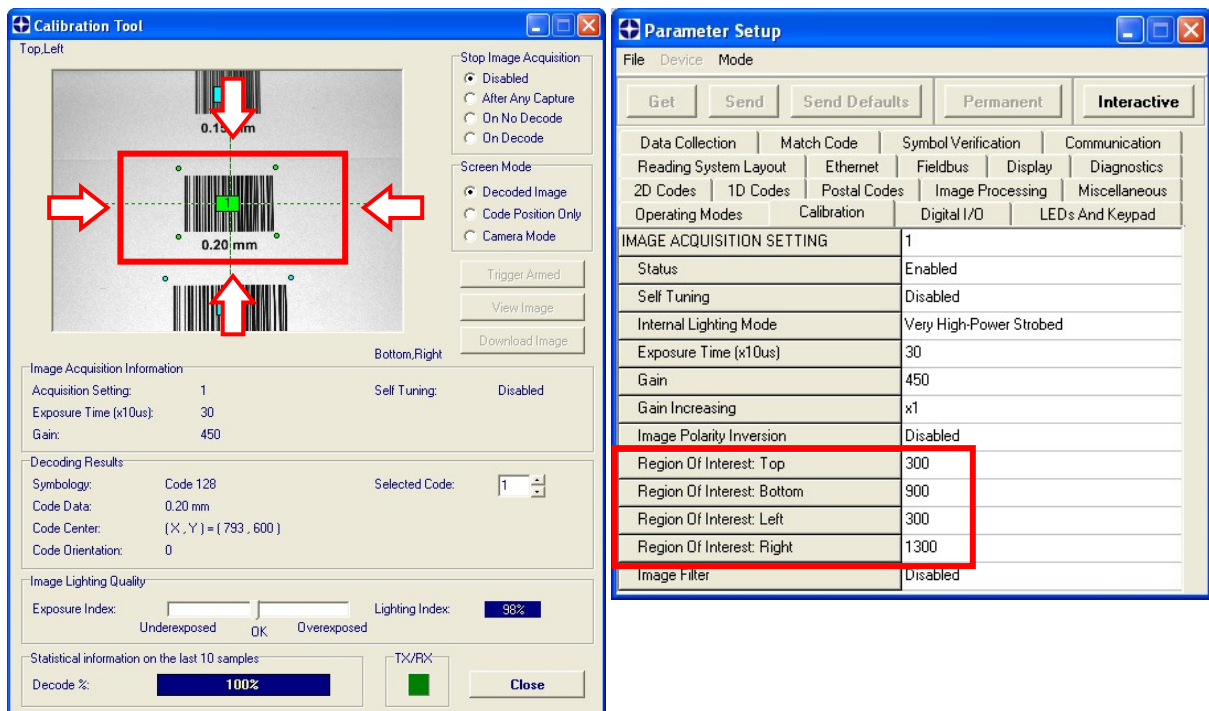 Calibration Tool
Top,Left
0.15 mm
1
0.20 mm
Bottom,Right
Stop Image Acquisition
Disabled
After Any Capture
On No Decode
On Decode
Screen Mode
Decoded Image
Code Position Only
Camera Mode
Trigger Armed
View Image
Download Image
Image Acquisition Information
Acquisition Setting: 1 Self Tuning: Disabled
Exposure Time (x10us): 30
Gain: 450
Decoding Results
Symbology: Code 128 Selected Code: 1
Code Data: 0.20 mm
Code Center: (X , Y) = ( 793 , 600 )
Code Orientation: 0
Image Lighting Quality
Exposure Index: Lighting Index: 98%
Underexposed OK Overexposed
Statistical information on the last 10 samples TX/RX
Decode %: 100% Close
Parameter Setup
File Device Mode
Get Send Send Defaults Permanent Interactive
Data Collection Match Code Symbol Verification Communication
Reading System Layout Ethernet Fieldbus Display Diagnostics
2D Codes 1D Codes Postal Codes Image Processing Miscellaneous
Operating Modes Calibration Digital I/O LEDs And Keypad
IMAGE ACQUISITION SETTING 1
Status Enabled
Self Tuning Disabled
Internal Lighting Mode Very High-Power Strobed
Exposure Time (x10us) 30
Gain 450
Gain Increasing x1
Image Polarity Inversion Disabled
Region Of Interest: Top 300
Region Of Interest: Bottom 900
Region Of Interest: Left 300
Region Of Interest: Right 1300
Image Filter Disabled